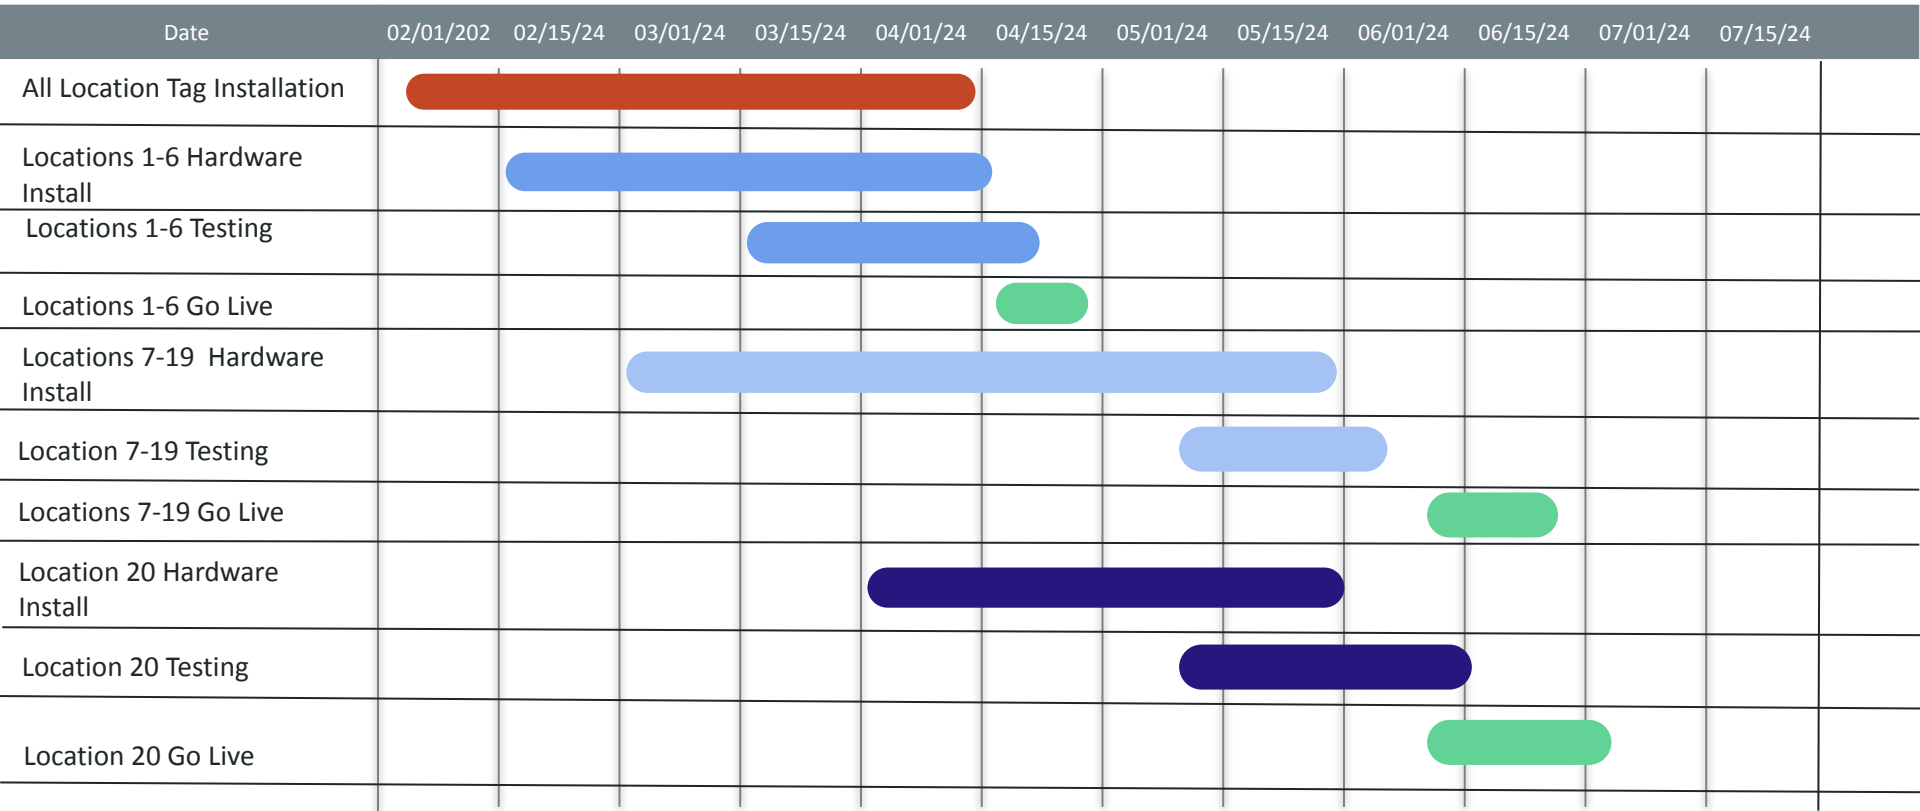 Date 02/01/202 02/15/24 03/01/24 03/15/24 04/01/24 04/15/24 05/01/24 05/15/24 06/01/24 06/15/24 07/01/24 07/15/24
All Location Tag Installation
Locations 1-6 Hardware
Install
Locations 1-6 Testing
Locations 1-6 Go Live
Locations 7-19 Hardware
Install
Location 7-19 Testing
Locations 7-19 Go Live
Location 20 Hardware
Install
Location 20 Testing
Location 20 Go Live